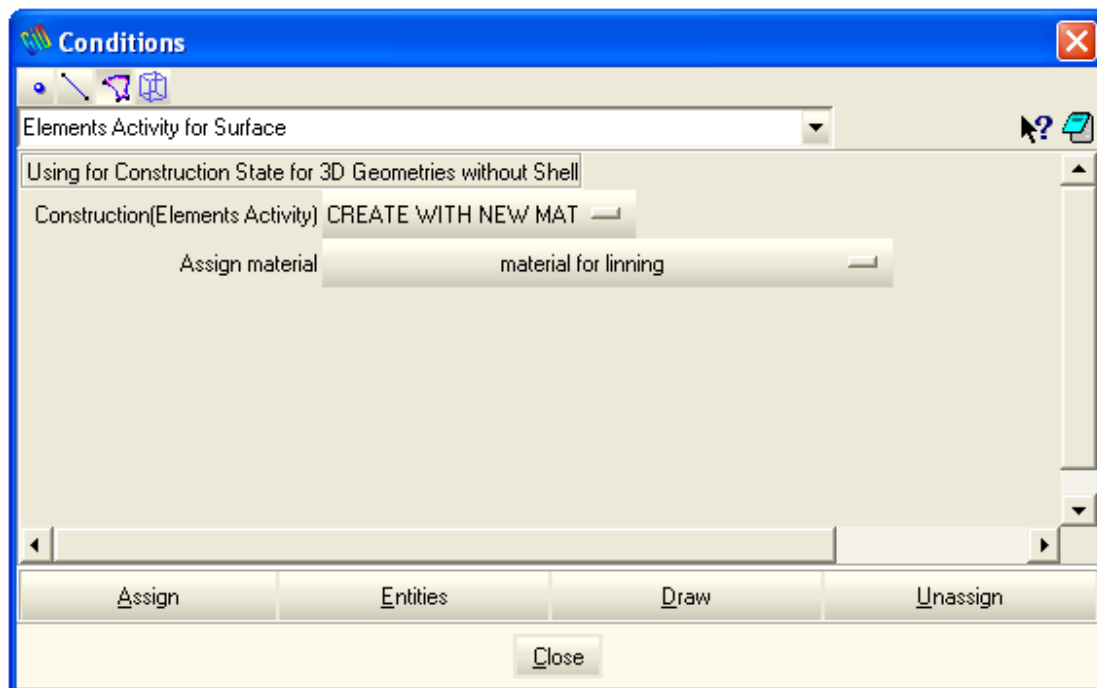 GiD Conditions
Elements Activity for Surface
Using for Construction State for 3D Geometries without Shell
Construction(Elements Activity) CREATE WITH NEW MAT
Assign material material for linning
Assign Entities Draw Unassign
Close